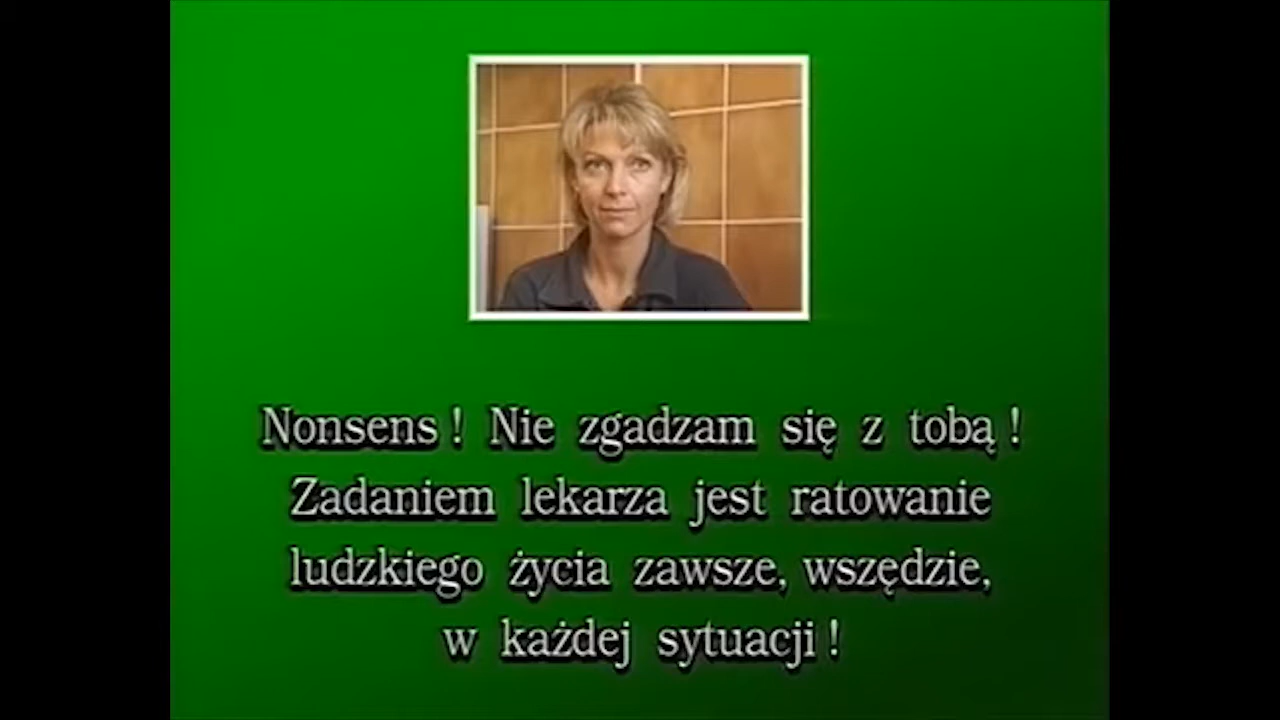 Nonsens ! Nie zgadzam się z tobą !
Zadaniem lekarza jest ratowanie
ludzkiego życia zawsze, wszędzie,
w każdej sytuacji !